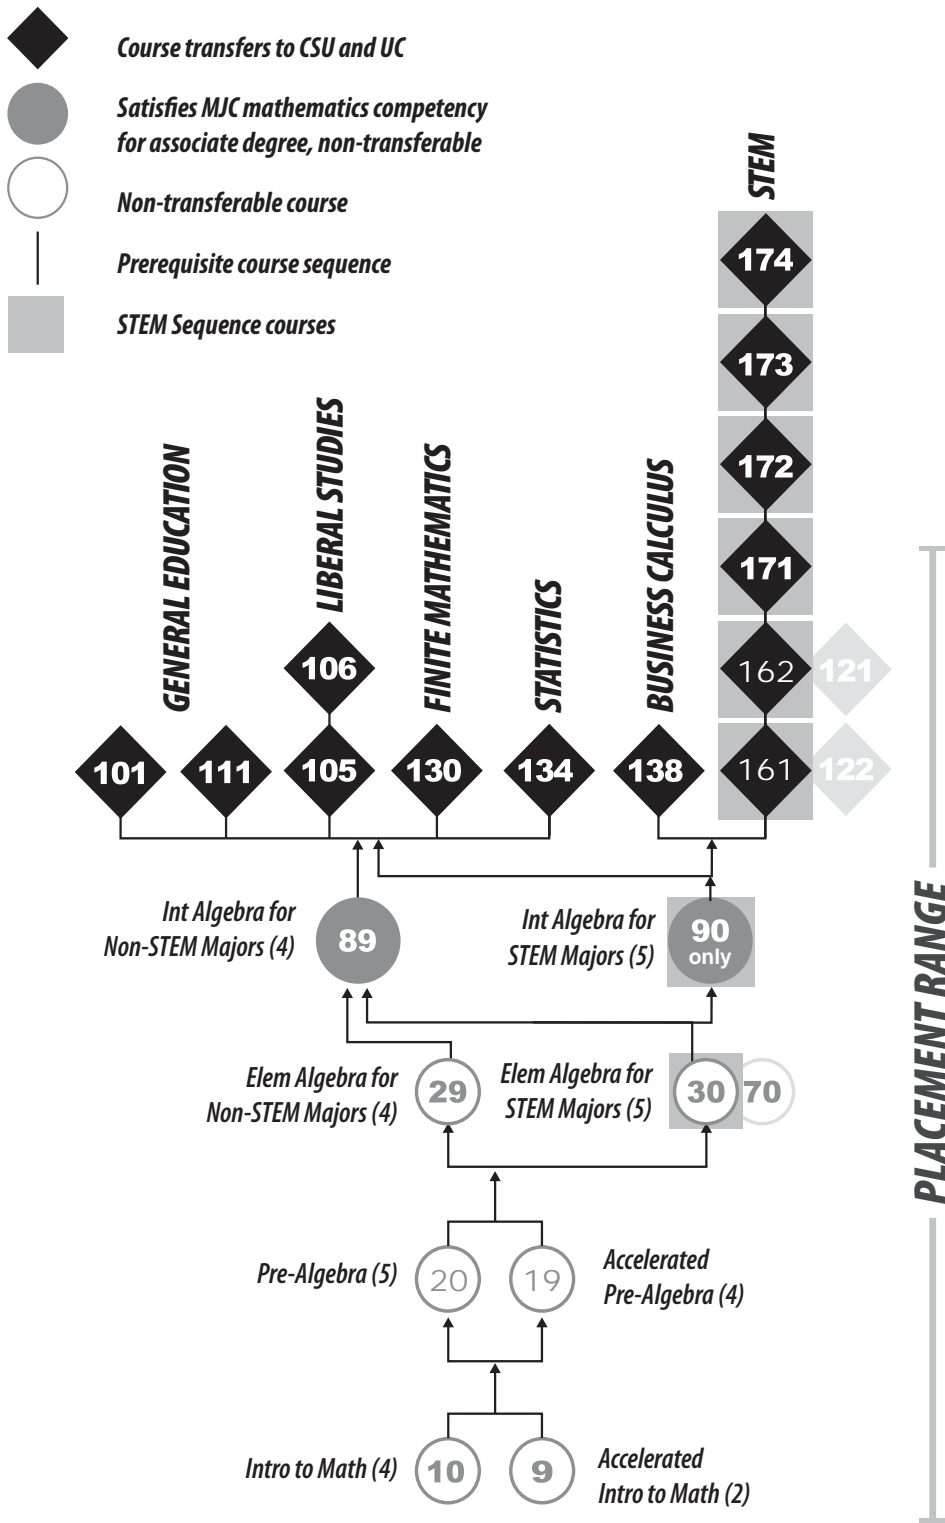 Course transfers to CSU and UC
Satisfies MJC mathematics competency
for associate degree, non-transferable
Non-transferable course
Prerequisite course sequence
STEM Sequence courses
STEM
174
173
172
171
162
121
161
122
GENERAL EDUCATION
LIBERAL STUDIES
FINITE MATHEMATICS
STATISTICS
BUSINESS CALCULUS
106
101
111
105
130
134
138
Int Algebra for
Non-STEM Majors (4)
89
Int Algebra for
STEM Majors (5)
90
only
Elem Algebra for
Non-STEM Majors (4)
29
Elem Algebra for
STEM Majors (5)
30
70
Pre-Algebra (5)
20
19
Accelerated
Pre-Algebra (4)
Intro to Math (4)
10
9
Accelerated
Intro to Math (2)
PLACEMENT RANGE